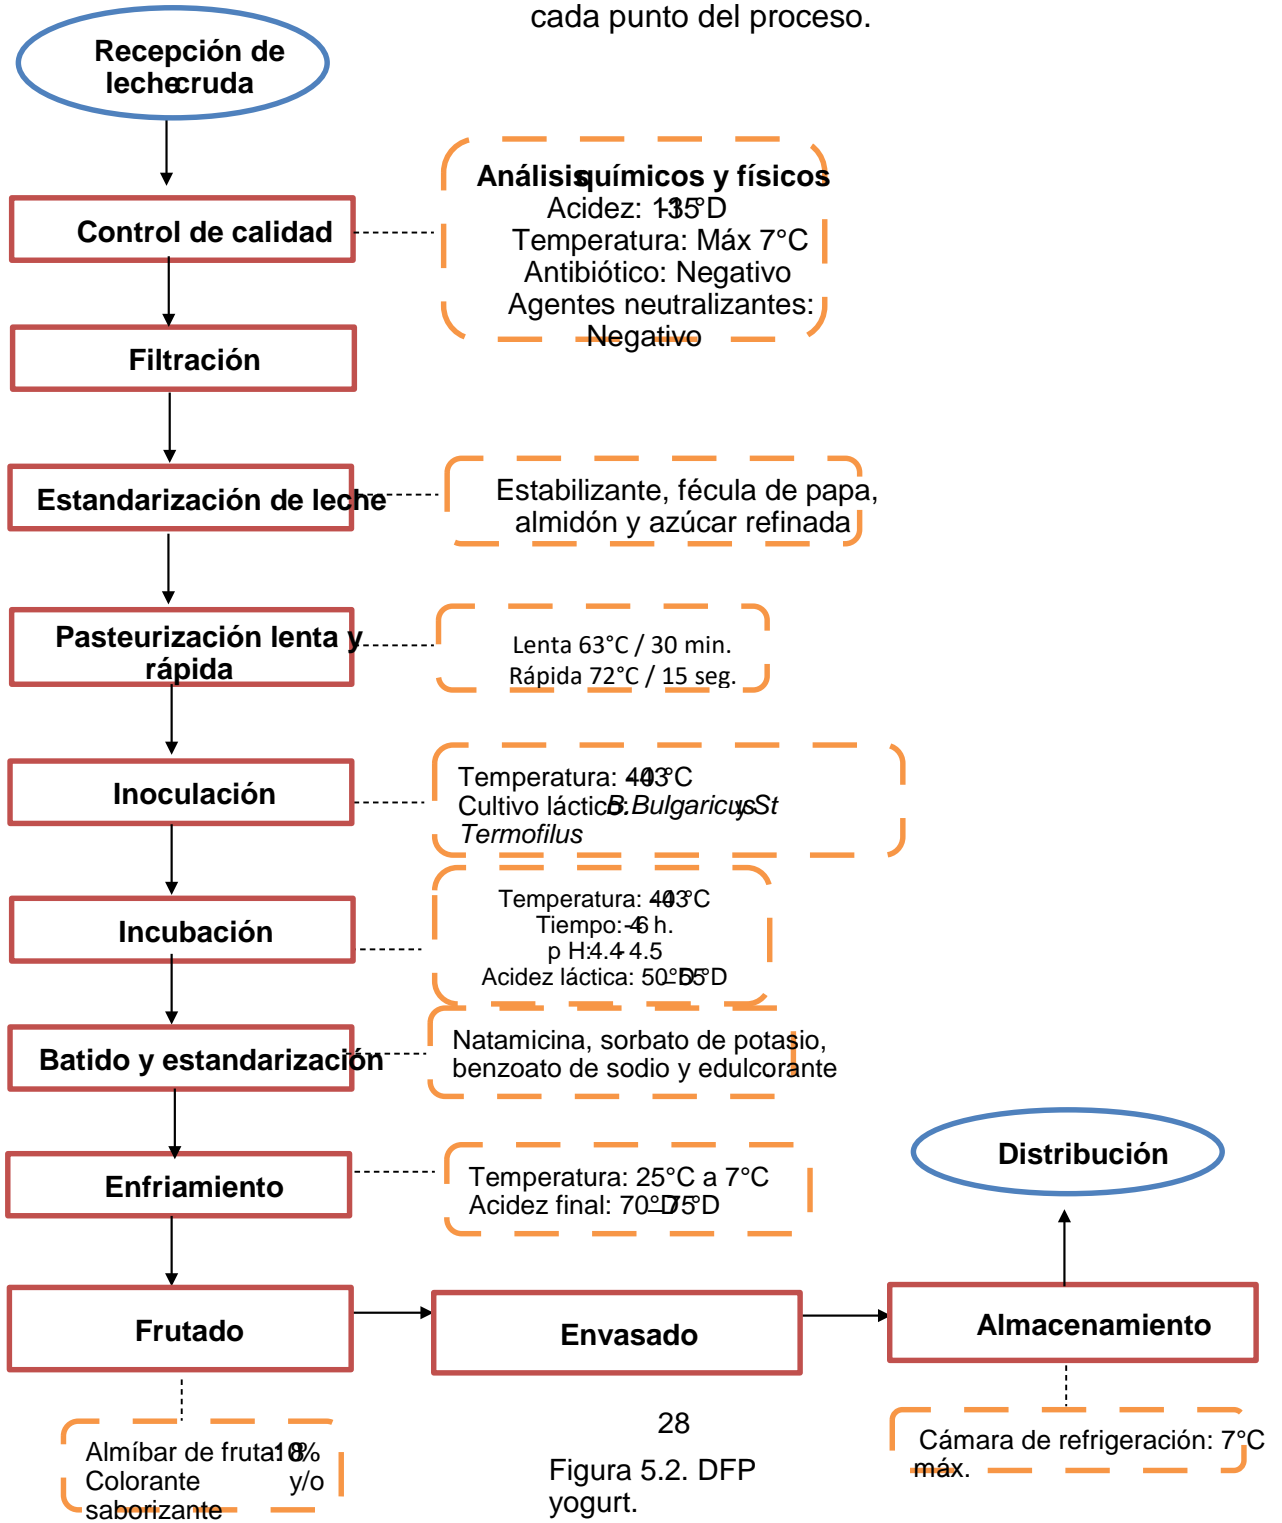 cada punto del proceso.
Recepción de
leche cruda
Análisis químicos y físicos
Acidez: 13-15°D
Temperatura: Máx 7°C
Antibiótico: Negativo
Agentes neutralizantes:
Negativo
Control de calidad
Filtración
Estandarización de leche
Estabilizante, fécula de papa,
almidón y azúcar refinada
Pasteurización lenta y
rápida
Lenta 63°C / 30 min.
Rápida 72°C / 15 seg.
Inoculación
Temperatura: 40-43°C
Cultivo láctico: B. Bulgaricus y St
Termofilus
Incubación
Temperatura: 40-43°C
Tiempo: 4-6 h.
p H: 4.4-4.5
Acidez láctica: 50°D–55°D
Batido y estandarización
Natamicina, sorbato de potasio,
benzoato de sodio y edulcorante
Enfriamiento
Temperatura: 25°C a 7°C
Acidez final: 70°D–75°D
Distribución
Frutado
Envasado
Almacenamiento
Almíbar de fruta:
Colorante y/o
saborizante
28
Figura 5.2. DFP
yogurt.
Cámara de refrigeración: 7°C
máx.